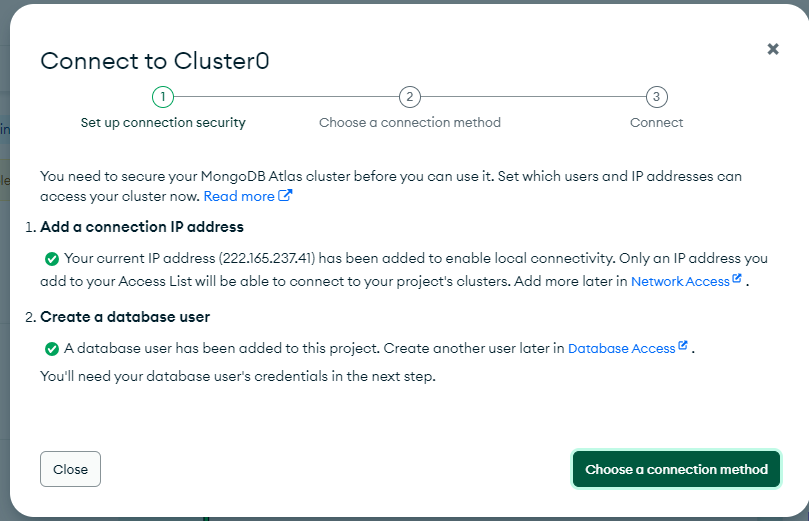 Connect to Cluster0
1
2
3
Set up connection security
Choose a connection method
Connect
You need to secure your MongoDB Atlas cluster before you can use it. Set which users and IP addresses can
access your cluster now. Read more
1. Add a connection IP address
Your current IP address (222.165.237.41) has been added to enable local connectivity. Only an IP address you
add to your Access List will be able to connect to your project's clusters. Add more later in Network Access .
2. Create a database user
A database user has been added to this project. Create another user later in Database Access .
You'll need your database user's credentials in the next step.
Close
Choose a connection method